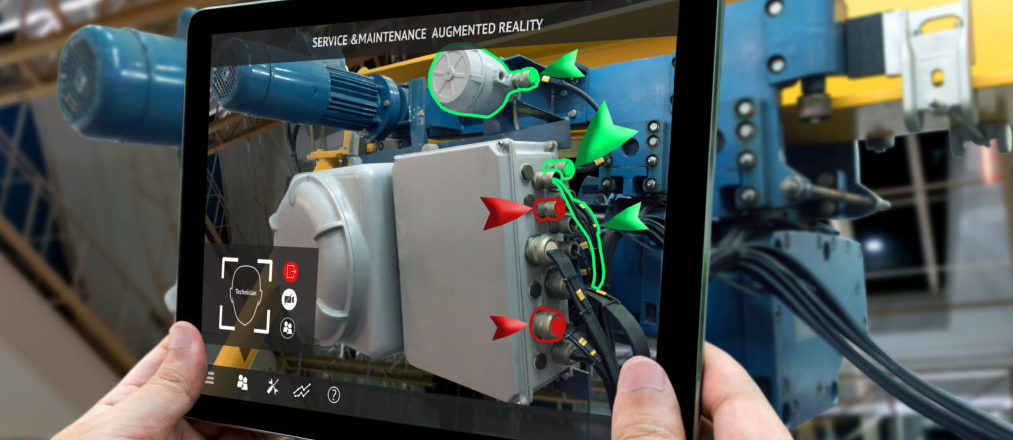 SERVICE &MAINTENANCE AUGMENTED REALITY
Technician
?